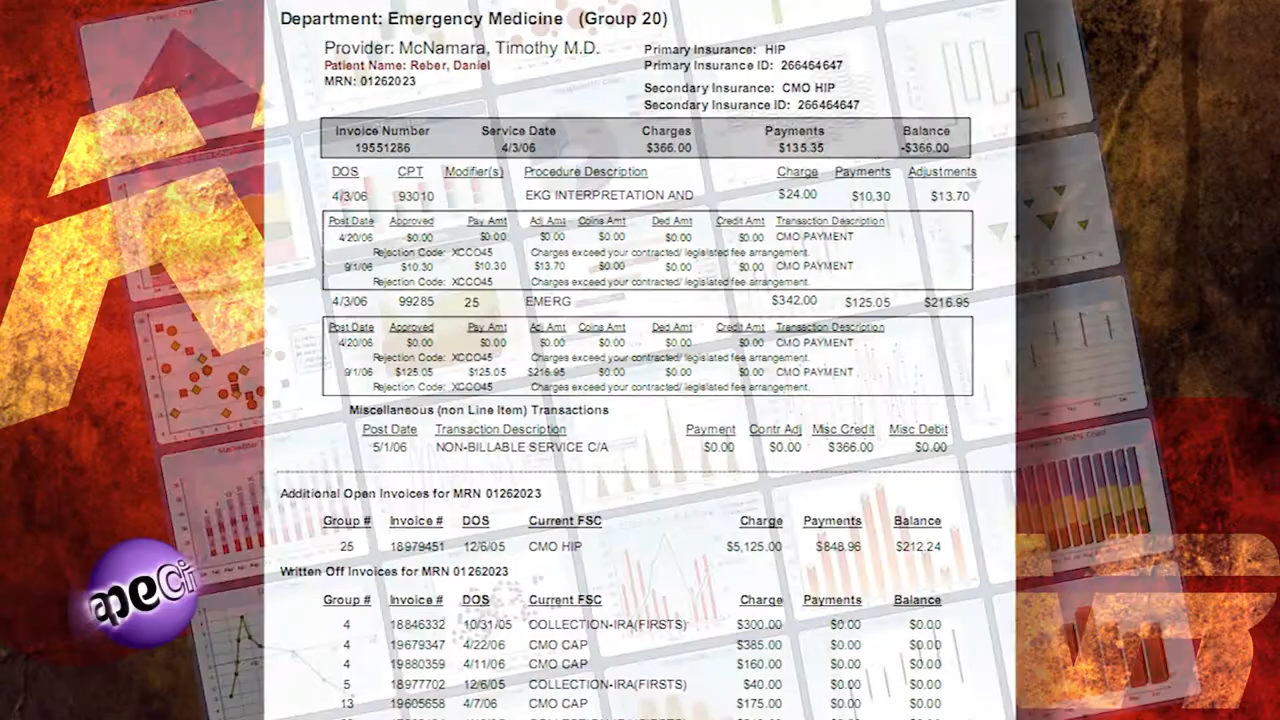 Department: Emergency Medicine (Group 20)
Provider: McNamara, Timothy M.D.
Patient Name: Reber, Daniel
MRN: 01262023
Primary Insurance: HIP
Primary Insurance ID: 266464647
Secondary Insurance: CMO HIP
Secondary Insurance ID: 266464647
Invoice Number Service Date Charges Payments Balance
19551286 4/3/06 $366.00 $135.35 -$366.00
DOS CPT Modifier(s) Procedure Description Charge Payments Adjustments
4/3/06 93010 EKG INTERPRETATION AND $24.00 $10.30 $13.70
Post Date Approved Pay Amt Adj Amt Coins Amt Ded Amt Credit Amt Transaction Description
4/20/06 $0.00 $0.00 $0.00 $0.00 $0.00 $0.00 CMO PAYMENT
Rejection Code: XCCO45 Charges exceed your contracted/ legislated fee arrangement.
9/1/06 $10.30 $10.30 $13.70 $0.00 $0.00 $0.00 CMO PAYMENT
Rejection Code: XCCO45 Charges exceed your contracted/ legislated fee arrangement.
4/3/06 99285 25 EMERG $342.00 $125.05 $216.95
Post Date Approved Pay Amt Adj Amt Coins Amt Ded Amt Credit Amt Transaction Description
4/20/06 $0.00 $0.00 $0.00 $0.00 $0.00 $0.00 CMO PAYMENT
Rejection Code: XCCO45 Charges exceed your contracted/ legislated fee arrangement.
9/1/06 $125.05 $125.05 $216.95 $0.00 $0.00 $0.00 CMO PAYMENT
Rejection Code: XCCO45 Charges exceed your contracted/ legislated fee arrangement.
Miscellaneous (non Line Item) Transactions
Post Date Transaction Description Payment Contr Adj Misc Credit Misc Debit
5/1/06 NON-BILLABLE SERVICE C/A $0.00 $0.00 $366.00 $0.00
Additional Open Invoices for MRN 01262023
Group # Invoice # DOS Current FSC Charge Payments Balance
25 18979451 12/6/05 CMO HIP $5,125.00 $848.96 $212.24
Written Off Invoices for MRN 01262023
Group # Invoice # DOS Current FSC Charge Payments Balance
4 18846332 10/31/05 COLLECTION-IRA(FIRSTS) $300.00 $0.00 $0.00
4 19679347 4/22/06 CMO CAP $385.00 $0.00 $0.00
4 19880359 4/11/06 CMO CAP $160.00 $0.00 $0.00
5 18977702 12/6/05 COLLECTION-IRA(FIRSTS) $40.00 $0.00 $0.00
13 19605658 4/7/06 CMO CAP $175.00 $0.00 $0.00